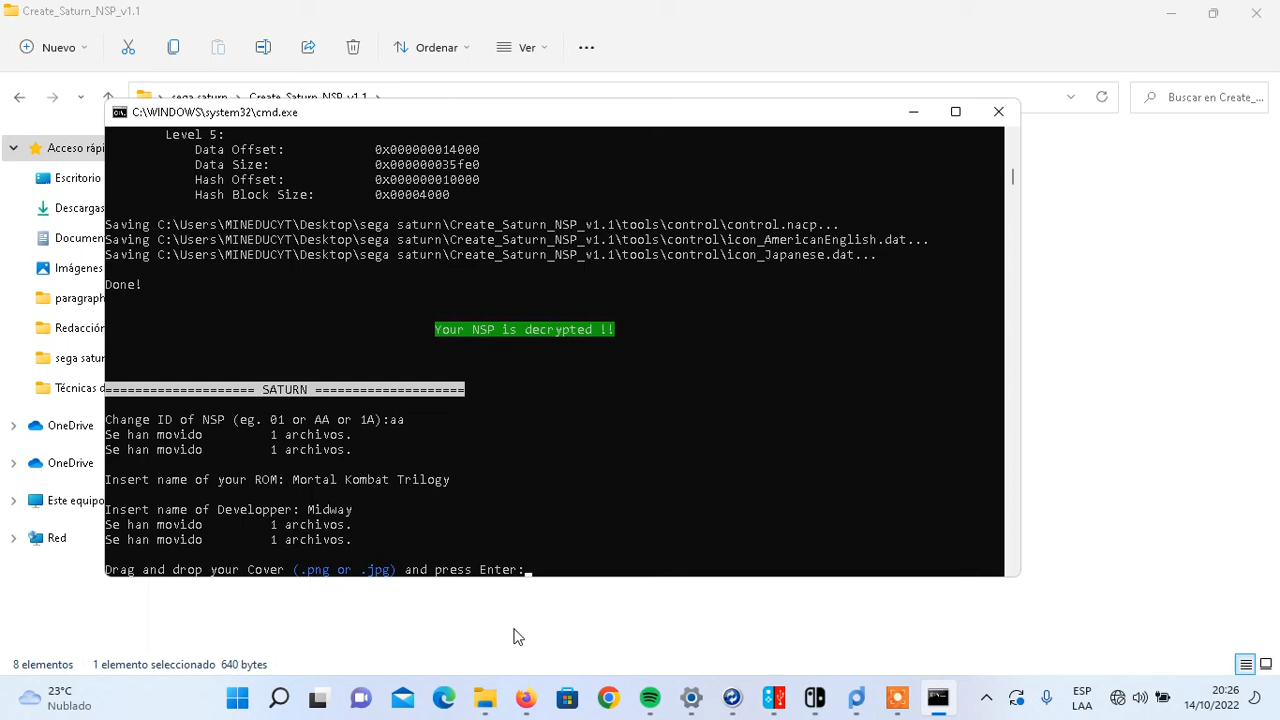 Create_Saturn_NSP_v1.1
Nuevo
Ordenar
Ver
sega saturn
Create_Saturn_NSP_v1.1
Buscar en Create_...
C:\WINDOWS\system32\cmd.exe
Level 5:
Data Offset: 0x000000014000
Data Size: 0x000000035fe0
Hash Offset: 0x000000010000
Hash Block Size: 0x00004000
Saving C:\Users\MINEDUCYT\Desktop\sega saturn\Create_Saturn_NSP_v1.1\tools\control\control.nacp...
Saving C:\Users\MINEDUCYT\Desktop\sega saturn\Create_Saturn_NSP_v1.1\tools\control\icon_AmericanEnglish.dat...
Saving C:\Users\MINEDUCYT\Desktop\sega saturn\Create_Saturn_NSP_v1.1\tools\control\icon_Japanese.dat...
Done!
Your NSP is decrypted !!
==================== SATURN ====================
Change ID of NSP (eg. 01 or AA or 1A):aa
Se han movido 1 archivos.
Se han movido 1 archivos.
Insert name of your ROM: Mortal Kombat Trilogy
Insert name of Developper: Midway
Se han movido 1 archivos.
Se han movido 1 archivos.
Drag and drop your Cover (.png or .jpg) and press Enter:_
Acceso rápi
Escritorio
Descargas
Documen
Imágenes
paragraph
Redacción
sega satur
Técnicas d
OneDrive
OneDrive
Este equipo
Red
8 elementos
1 elemento seleccionado 640 bytes
23°C
Nublado
ESP
LAA
20:26
14/10/2022